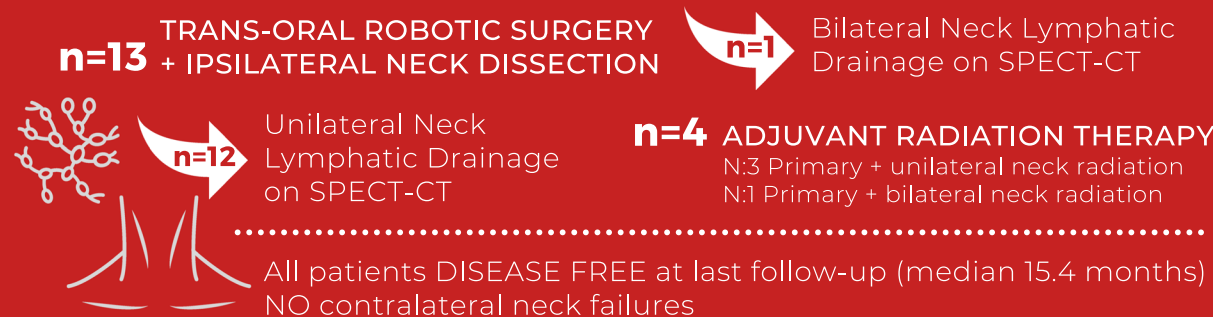 n=13 TRANS-ORAL ROBOTIC SURGERY
+ IPSILATERAL NECK DISSECTION
n=1
Bilateral Neck Lymphatic
Drainage on SPECT-CT
n=12
Unilateral Neck
Lymphatic Drainage
on SPECT-CT
n=4 ADJUVANT RADIATION THERAPY
N:3 Primary + unilateral neck radiation
N:1 Primary + bilateral neck radiation
All patients DISEASE FREE at last follow-up (median 15.4 months)
NO contralateral neck failures